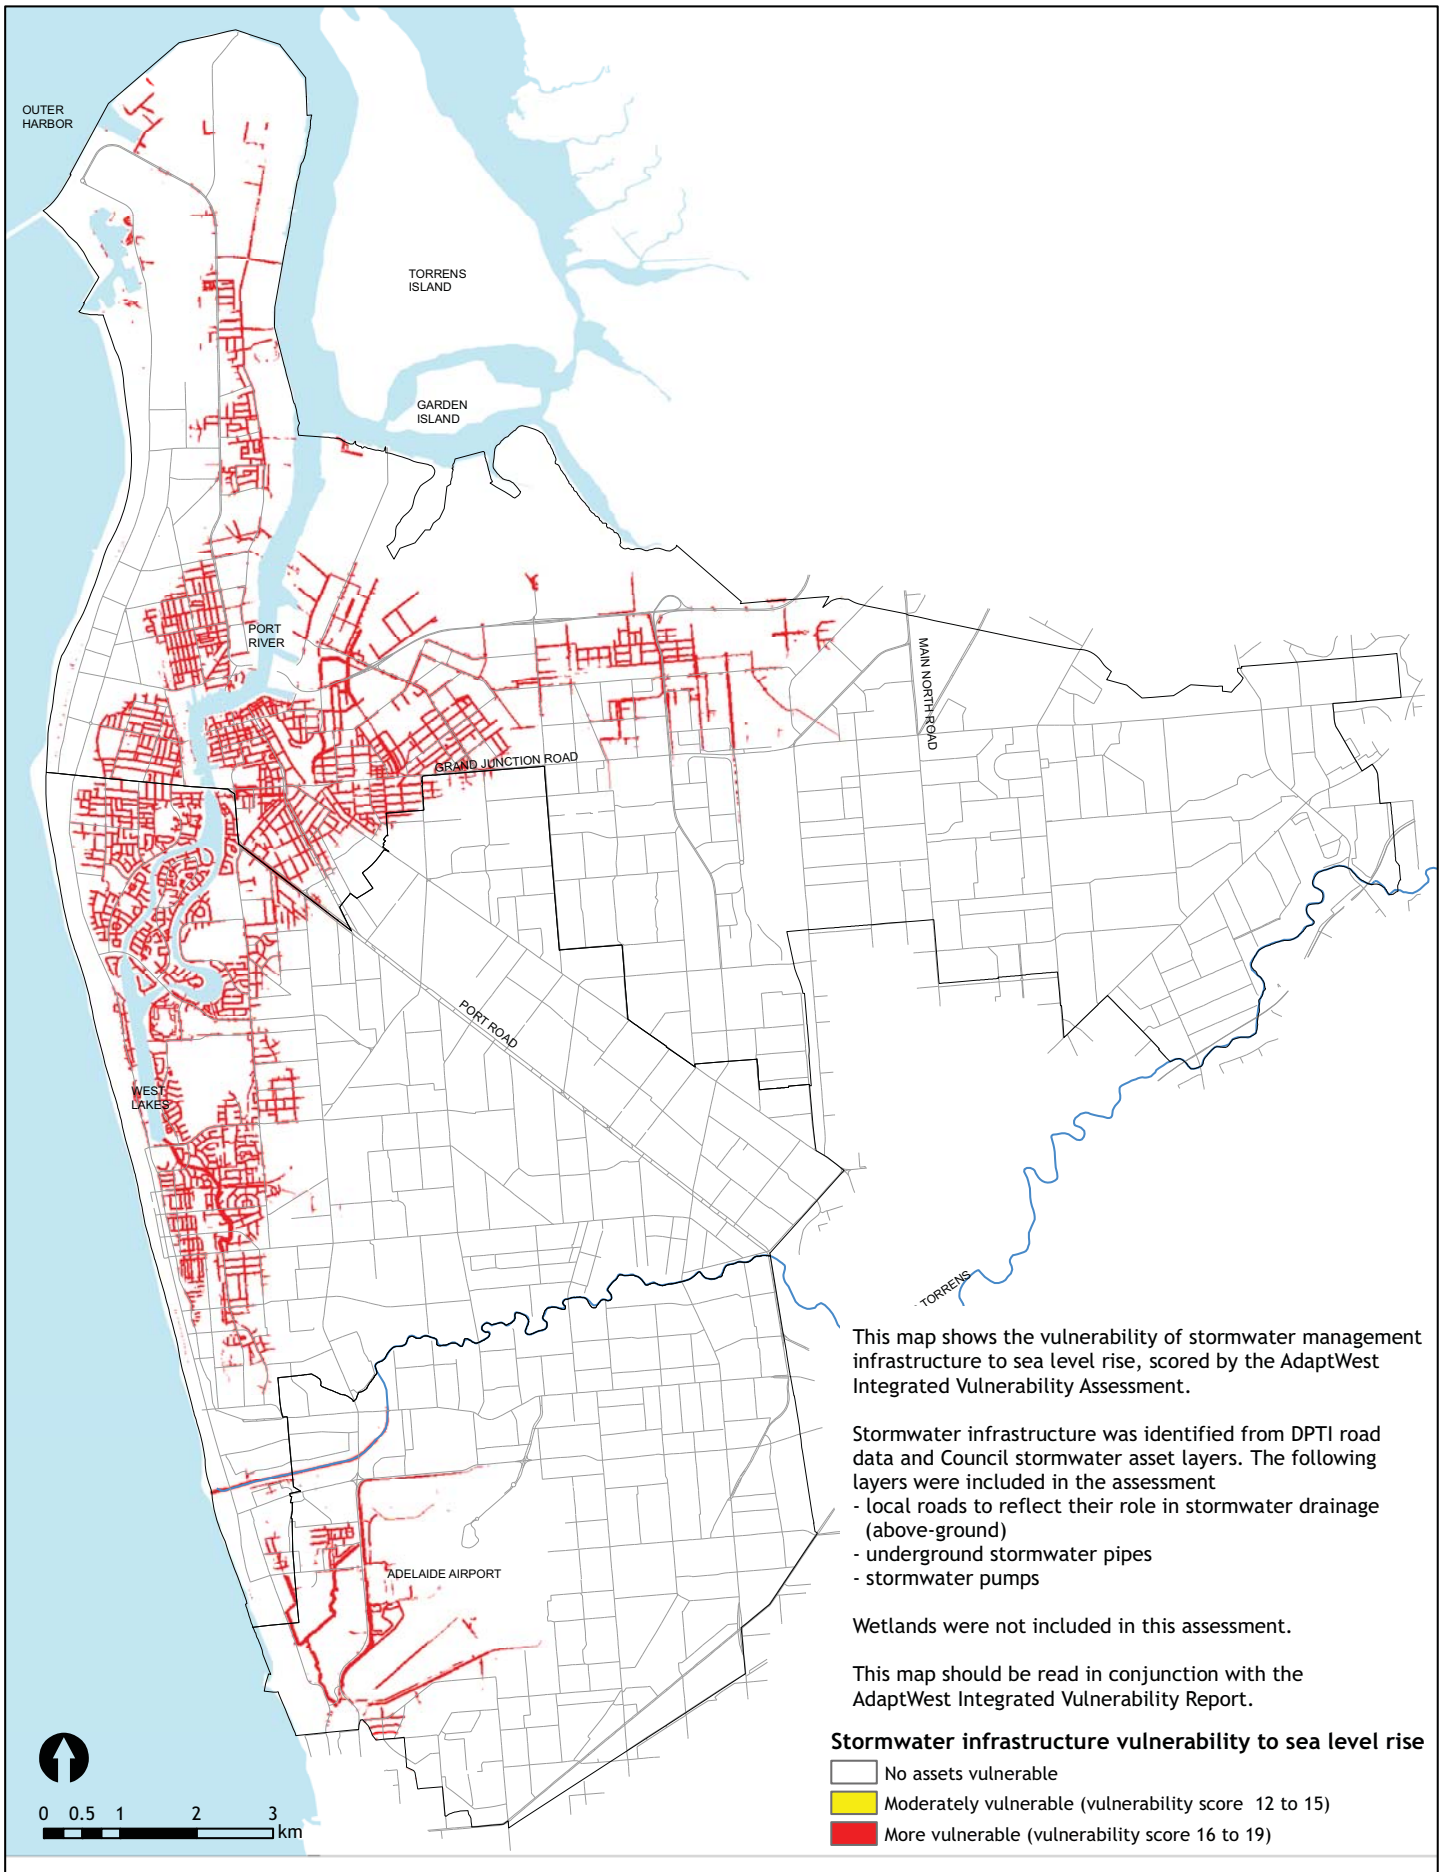 OUTER
HARBOR
TORRENS
ISLAND
GARDEN
ISLAND
PORT
RIVER
MAIN NORTH ROAD
GRAND JUNCTION ROAD
PORT ROAD
WEST
LAKES
TORRENS
ADELAIDE AIRPORT
This map shows the vulnerability of stormwater management
infrastructure to sea level rise, scored by the AdaptWest
Integrated Vulnerability Assessment.
Stormwater infrastructure was identified from DPTI road
data and Council stormwater asset layers. The following
layers were included in the assessment
- local roads to reflect their role in stormwater drainage
(above-ground)
- underground stormwater pipes
- stormwater pumps
Wetlands were not included in this assessment.
This map should be read in conjunction with the
AdaptWest Integrated Vulnerability Report.
Stormwater infrastructure vulnerability to sea level rise
No assets vulnerable
Moderately vulnerable (vulnerability score 12 to 15)
More vulnerable (vulnerability score 16 to 19)
0 0.5 1 2 3
km